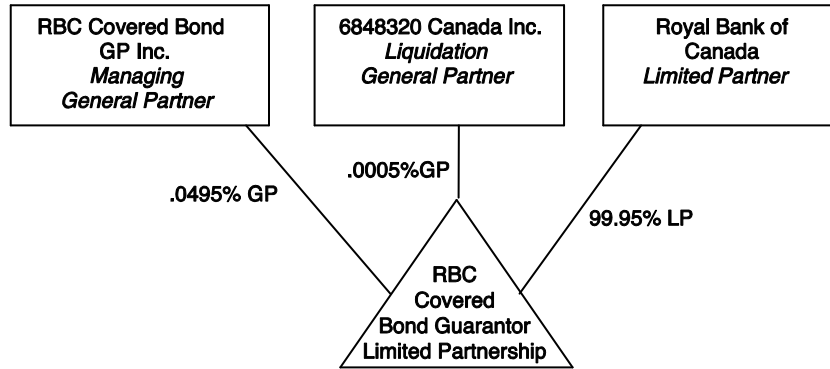 RBC Covered Bond
GP Inc.
Managing
General Partner
6848320 Canada Inc.
Liquidation
General Partner
Royal Bank of
Canada
Limited Partner
.0495% GP
.0005%GP
99.95% LP
RBC
Covered
Bond Guarantor
Limited Partnership